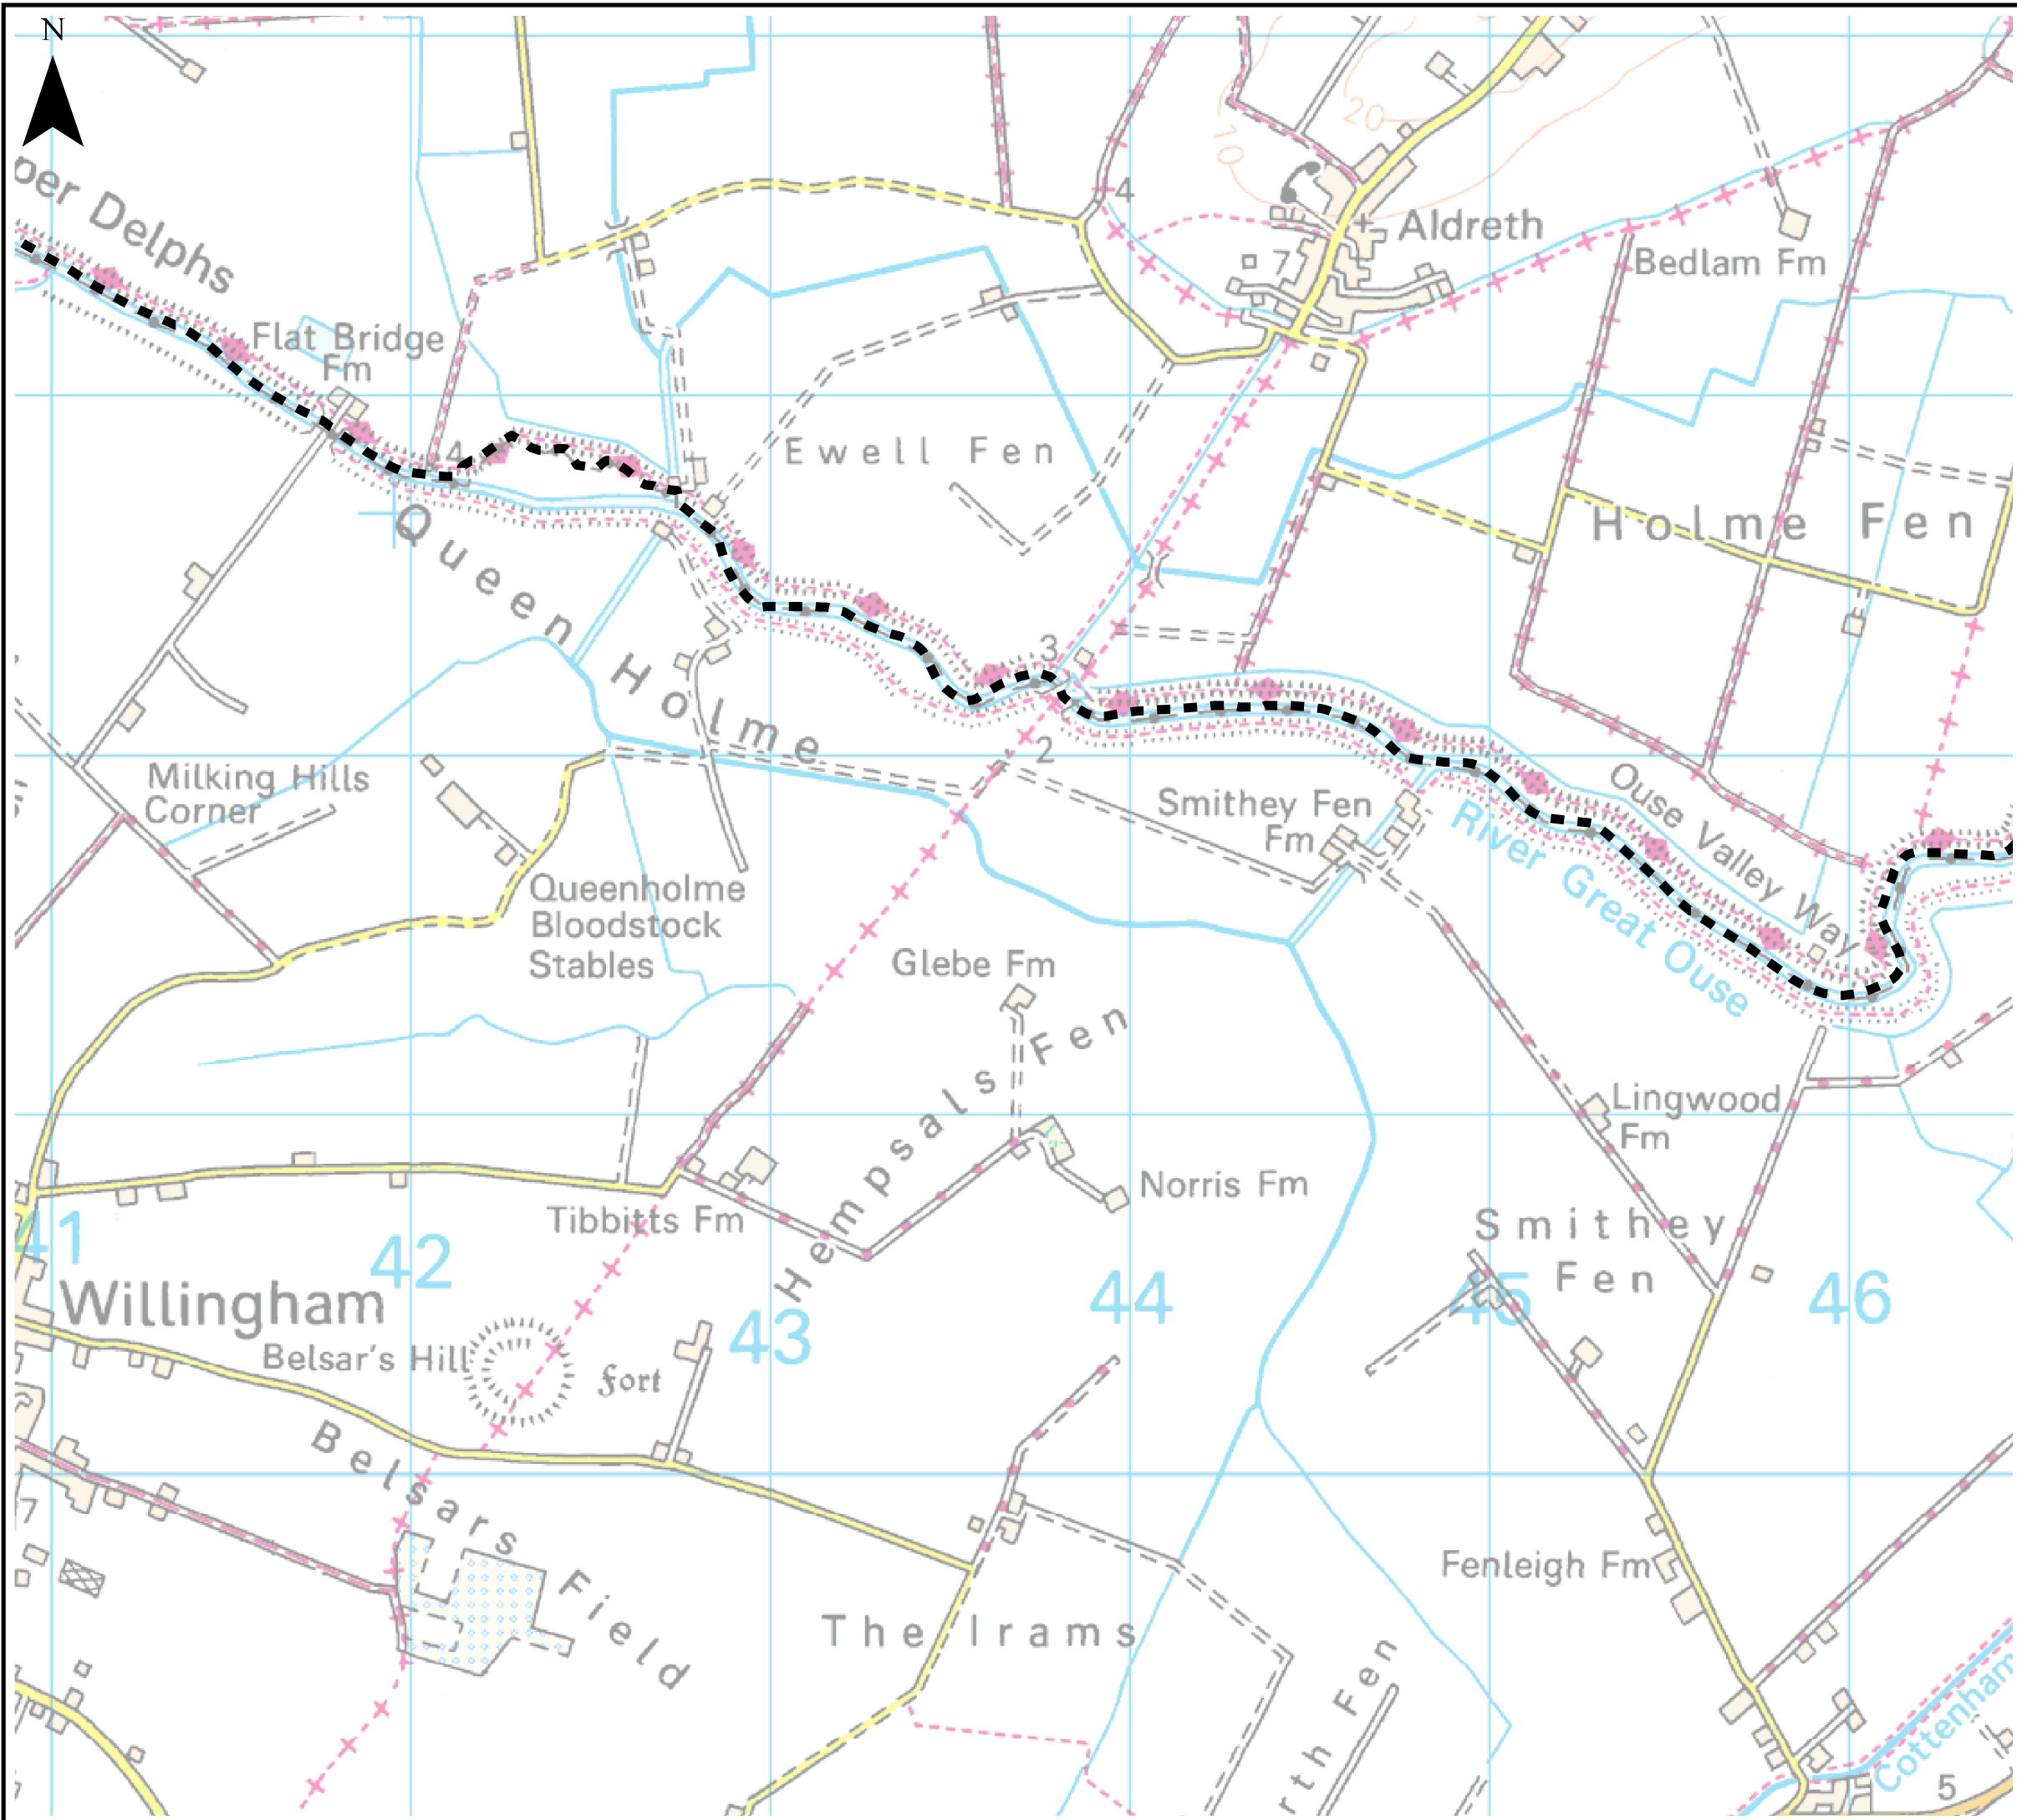 N
per Delphs
20
10
4
Aldreth
7
Bedlam Fm
Flat Bridge
Fm
4
Ewell Fen
Holme Fen
Queen Holme
3
2
Milking Hills
Corner
Smithey Fen
Fm
Ouse Valley Way
River Great Ouse
Queenholme
Bloodstock
Stables
Glebe Fm
Hempsals Fen
Lingwood
Fm
Norris Fm
Tibbitts Fm
Smithey
Fen
41
42
43
44
45
46
Willingham
Belsar's Hill
Fort
Belsars Field
7
Fenleigh Fm
The Irams
rth Fen
Cottenham
5